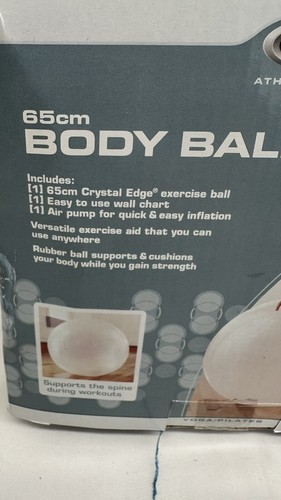 ATH
65cm
BODY BAL
Includes:
[1] 65cm Crystal Edge® exercise ball
[1] Easy to use wall chart
[1] Air pump for quick & easy inflation
Versatile exercise aid that you can
use anywhere
Rubber ball supports & cushions
your body while you gain strength
Supports the spine
during workouts
YOGA/PILATES